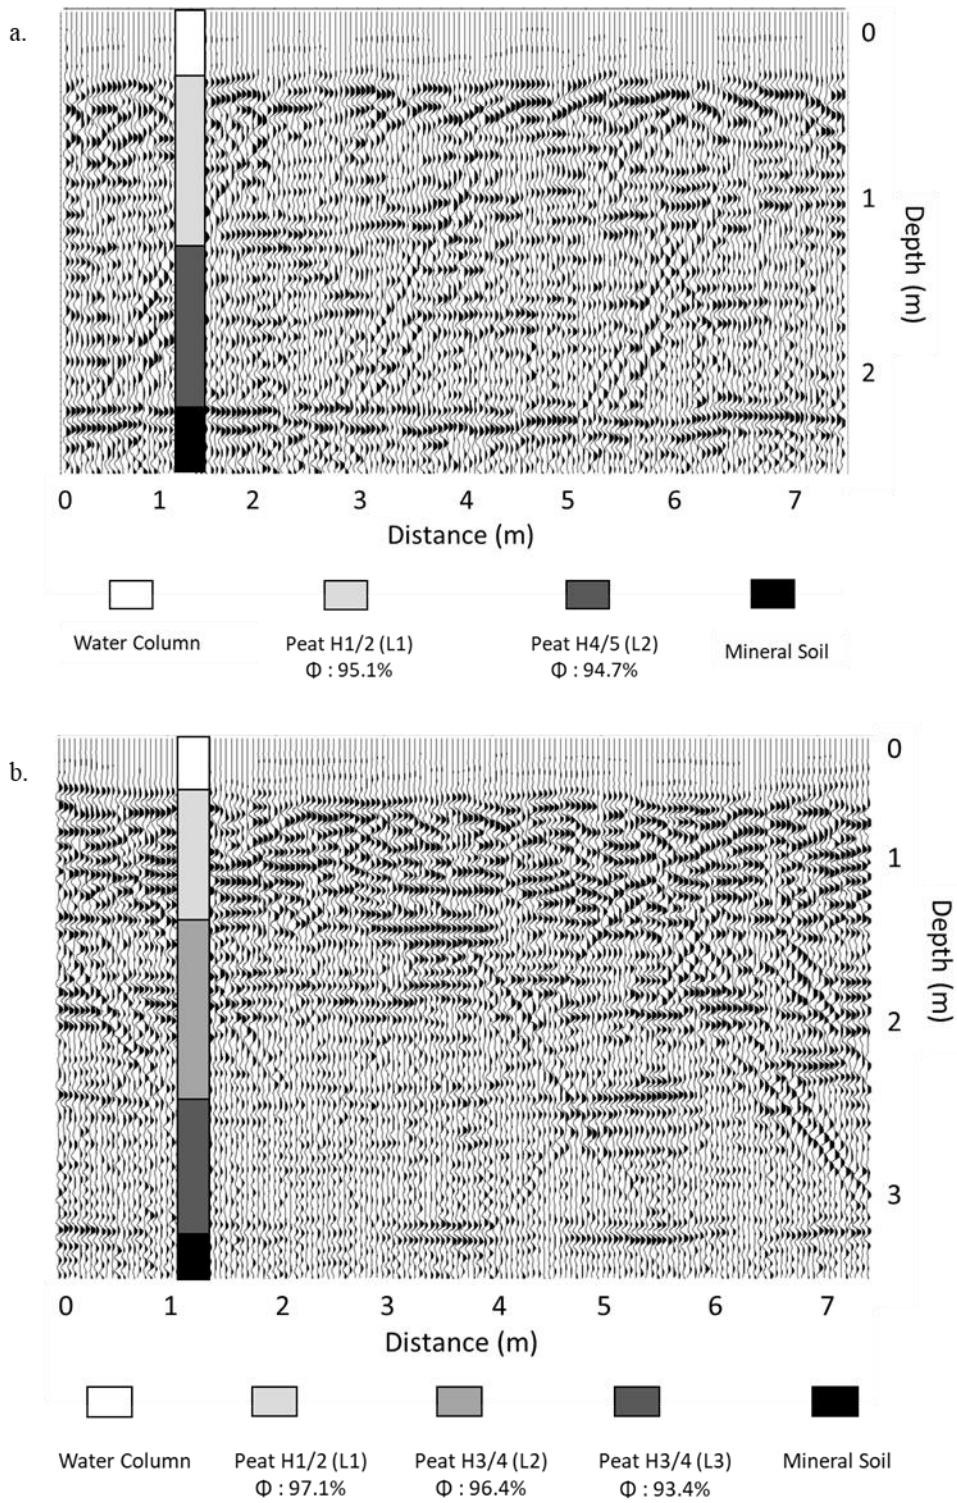 a.
0
1
2
Depth (m)
0 1 2 3 4 5 6 7
Distance (m)
Water Column
Peat H1/2 (L1)
Φ : 95.1%
Peat H4/5 (L2)
Φ : 94.7%
Mineral Soil
b.
0
1
2
3
Depth (m)
0 1 2 3 4 5 6 7
Distance (m)
Water Column
Peat H1/2 (L1)
Φ : 97.1%
Peat H3/4 (L2)
Φ : 96.4%
Peat H3/4 (L3)
Φ : 93.4%
Mineral Soil